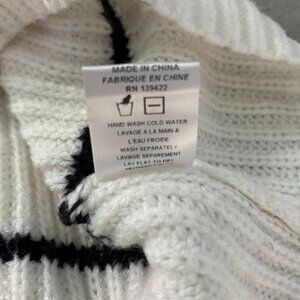 MADE IN CHINA
FABRIQUE EN CHINE
RN 139422
HAND WASH COLD WATER
LAVAGE À LA MAIN À
L'EAU FROIDE
WASH SEPARATELY
LAVAGE SEPAREMENT
LAY FLAT TO DRY